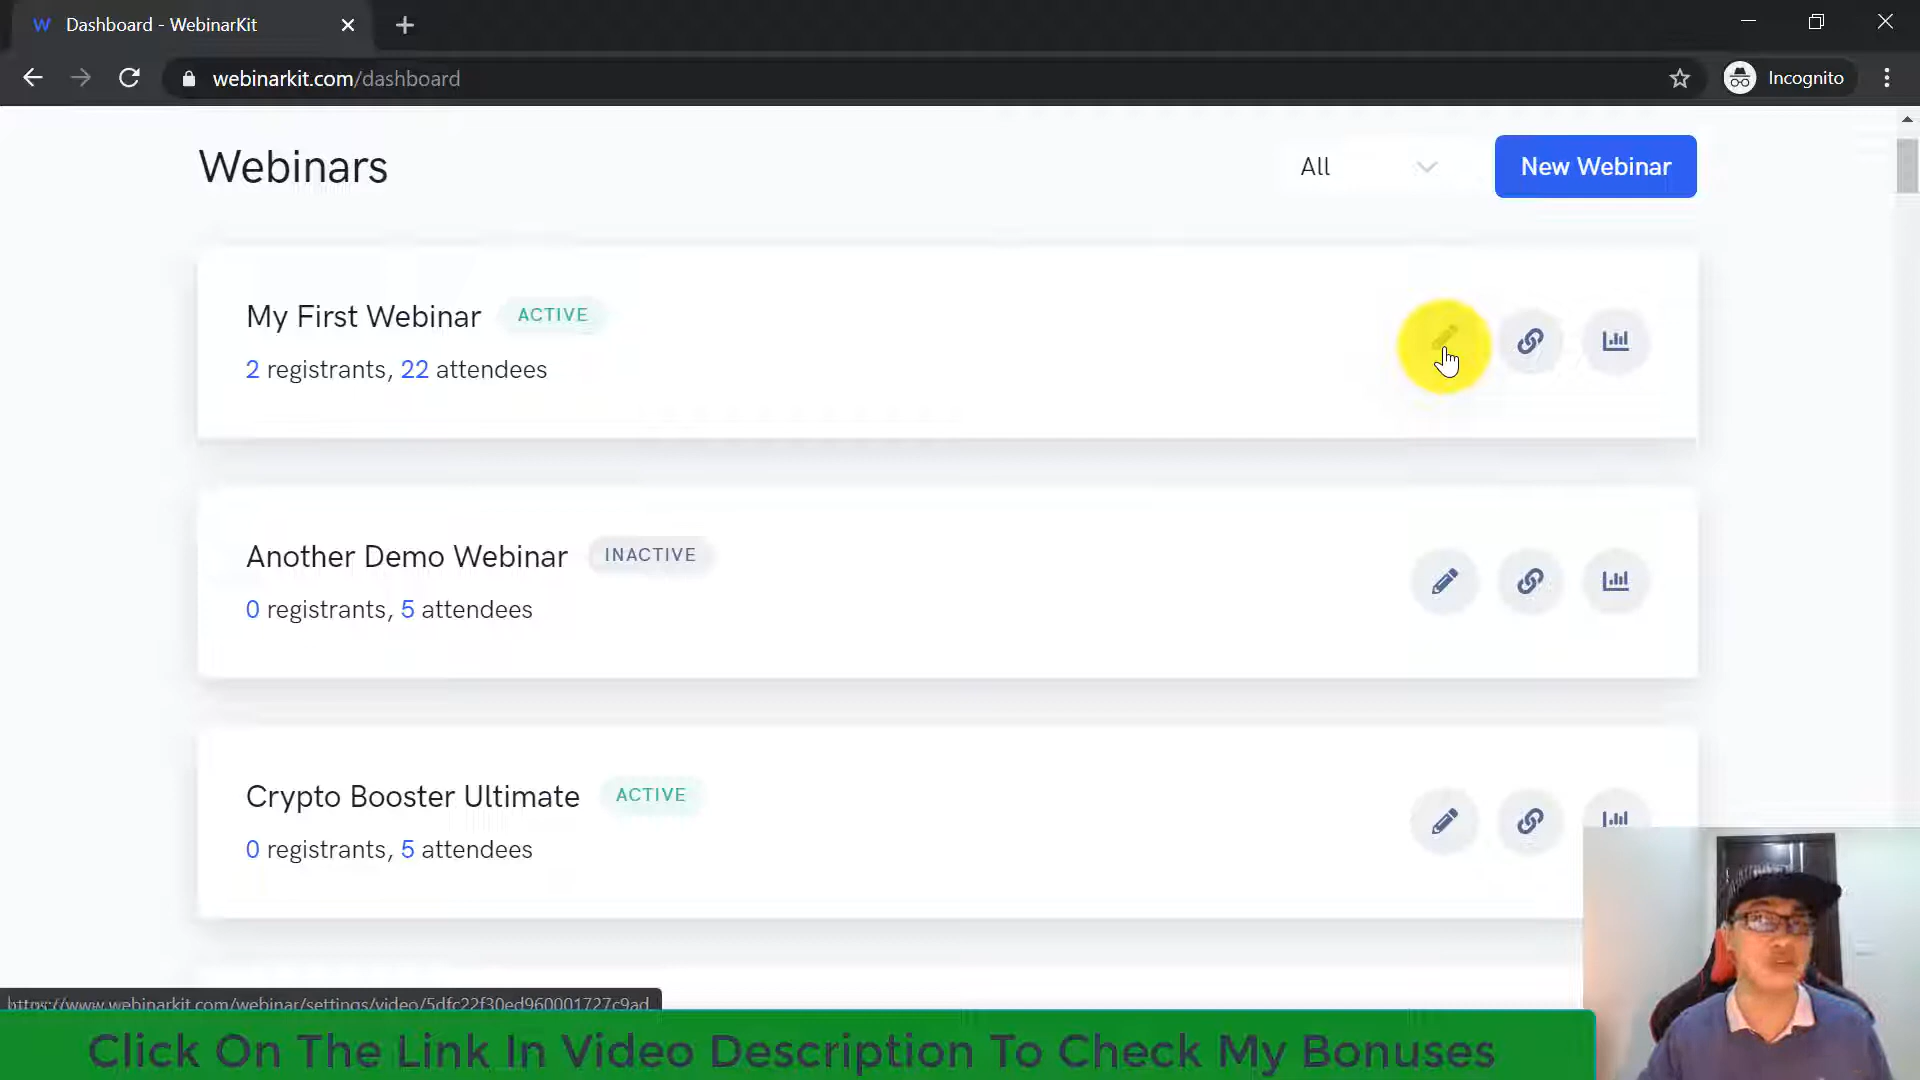 Dashboard - WebinarKit
webinarkit.com/dashboard
Incognito
Webinars
All
New Webinar
My First Webinar ACTIVE
2 registrants, 22 attendees
Another Demo Webinar INACTIVE
0 registrants, 5 attendees
Crypto Booster Ultimate ACTIVE
0 registrants, 5 attendees
https://www.webinarkit.com/webinar/settings/video/5dfc22f30ed960001727c9ad
Click On The Link In Video Description To Check My Bonuses